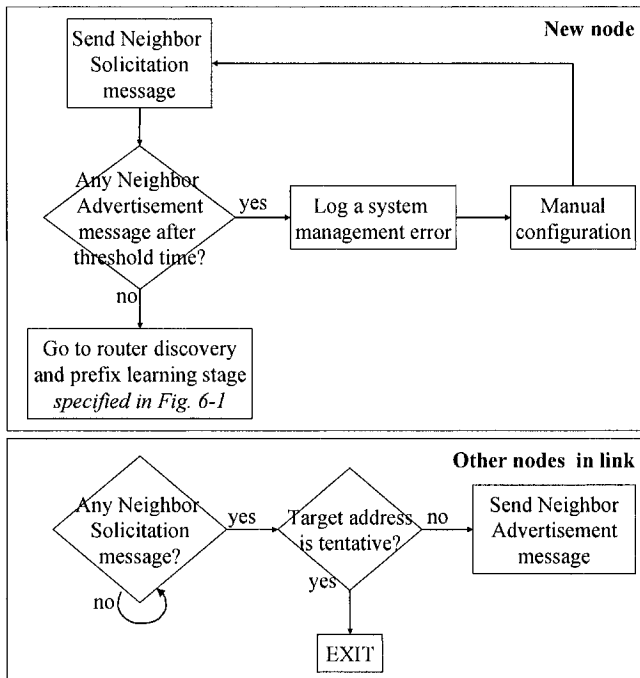 New node
Send Neighbor
Solicitation
message
Any Neighbor
Advertisement
message after
threshold time?
yes
Log a system
management error
Manual
configuration
no
Go to router discovery
and prefix learning stage
specified in Fig. 6-1
Other nodes in link
Any Neighbor
Solicitation
message?
yes
no
Target address
is tentative?
no
yes
Send Neighbor
Advertisement
message
EXIT